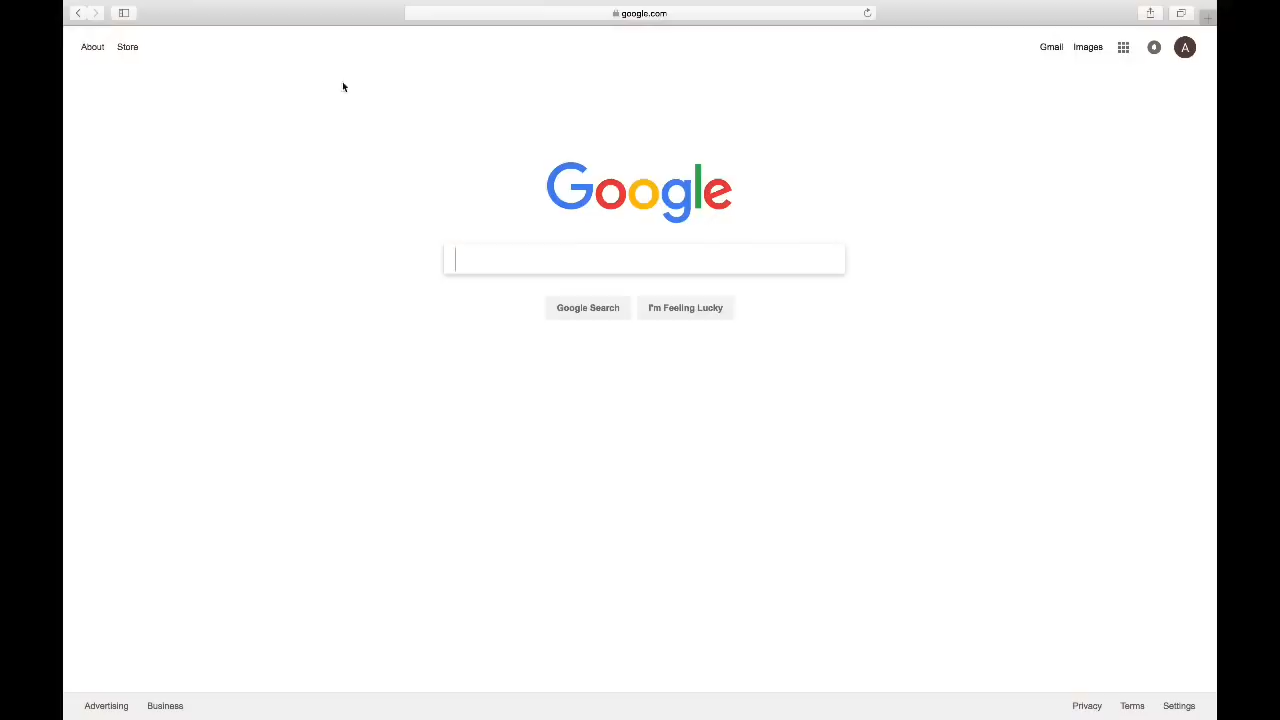 google.com
About Store
Gmail Images A
Google
Google Search I'm Feeling Lucky
Advertising Business
Privacy Terms Settings